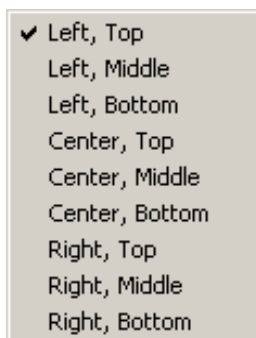 Left, Top
Left, Middle
Left, Bottom
Center, Top
Center, Middle
Center, Bottom
Right, Top
Right, Middle
Right, Bottom